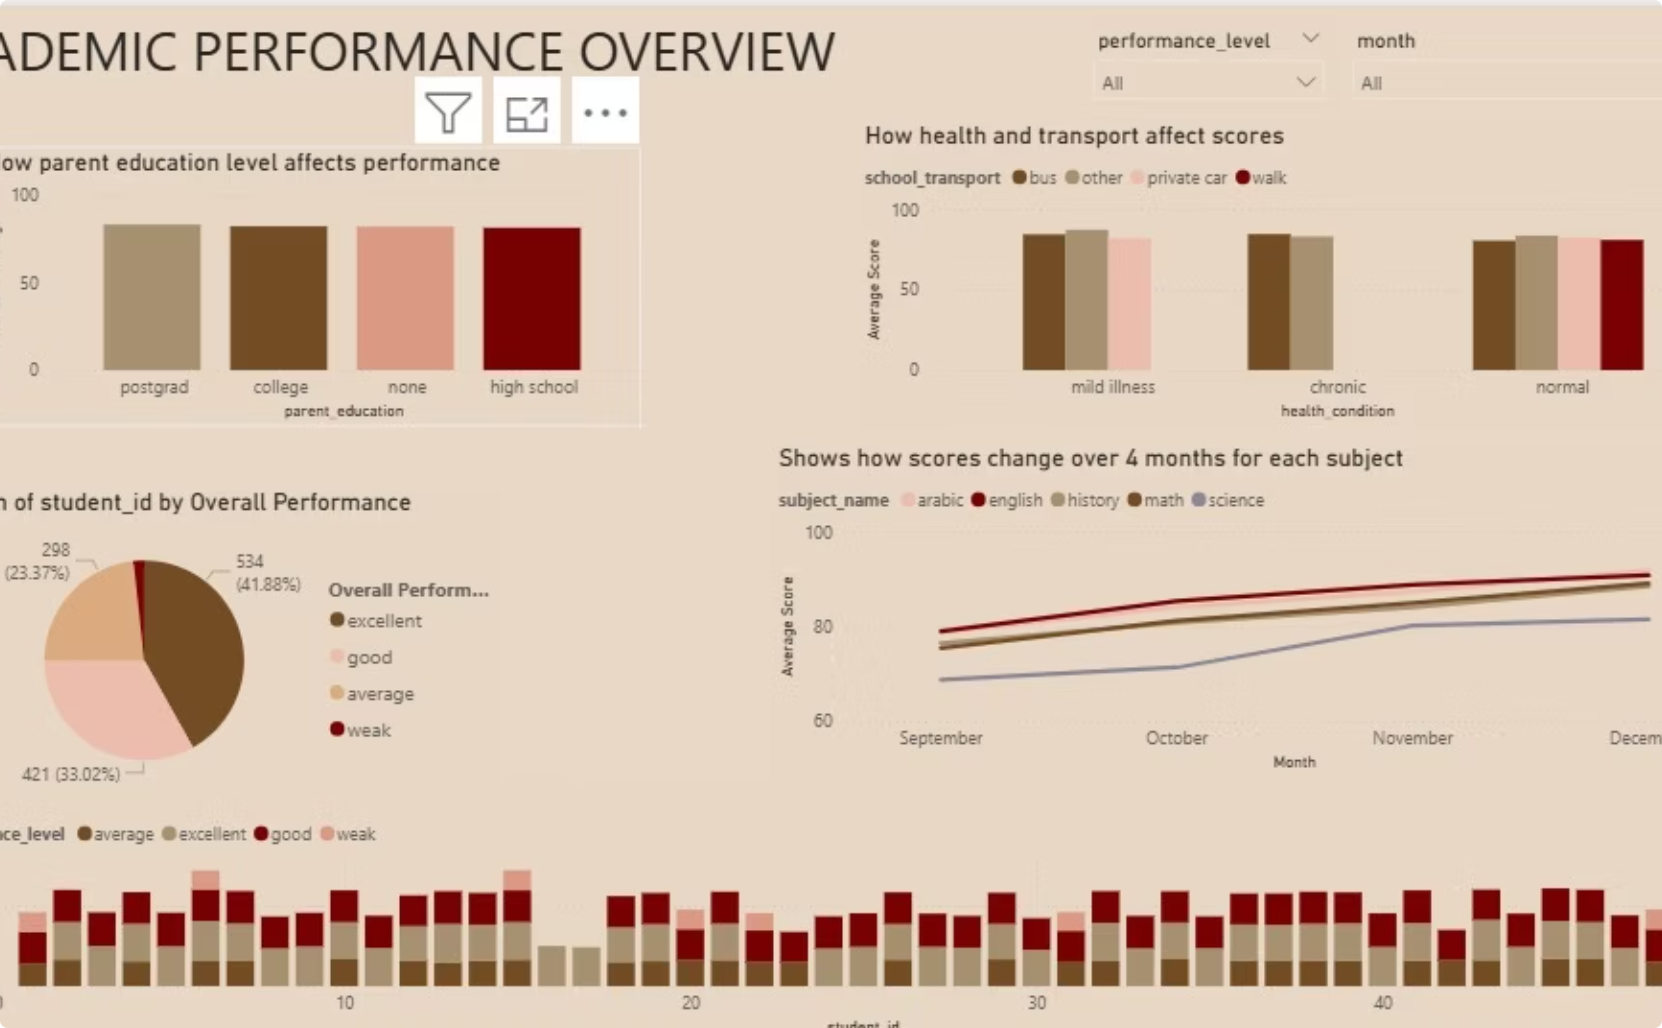 ADEMIC PERFORMANCE OVERVIEW
performance_level
All
month
All
ow parent education level affects performance
100
50
0
postgrad college none high school
parent_education
How health and transport affect scores
school_transport bus other private car walk
Average Score
100
50
0
mild illness chronic normal
health_condition
n of student_id by Overall Performance
298
(23.37%)
534
(41.88%)
421 (33.02%)
Overall Perform...
excellent
good
average
weak
Shows how scores change over 4 months for each subject
subject_name arabic english history math science
Average Score
100
80
60
September October November Decem
Month
ce_level average excellent good weak
0 10 20 30 40
student_id